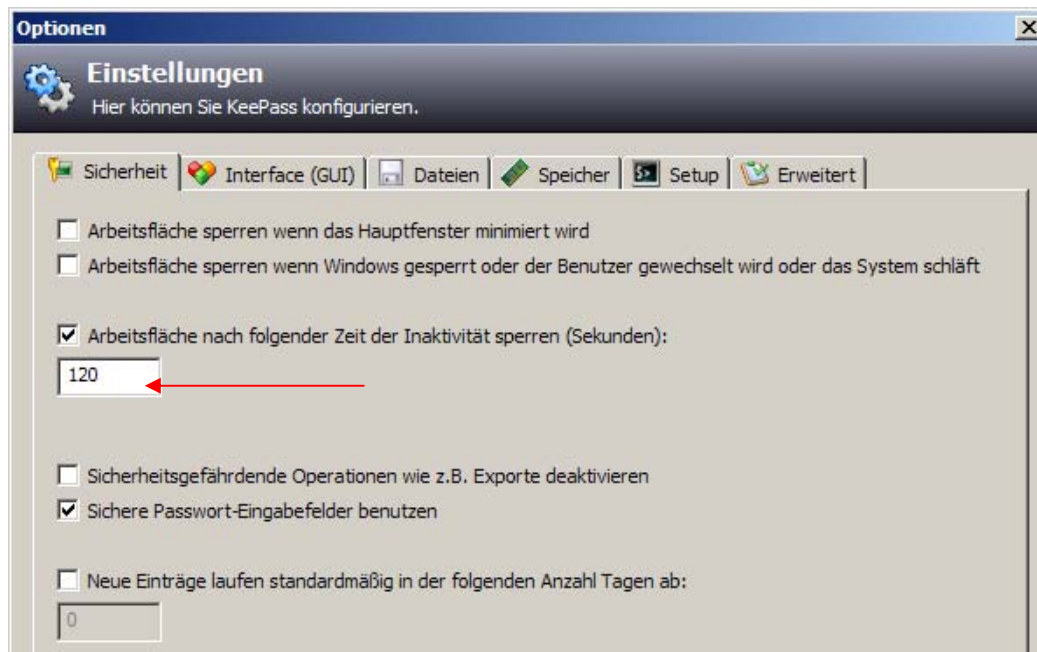 Optionen
Einstellungen
Hier können Sie KeePass konfigurieren.
Sicherheit Interface (GUI) Dateien Speicher Setup Erweitert
Arbeitsfläche sperren wenn das Hauptfenster minimiert wird
Arbeitsfläche sperren wenn Windows gesperrt oder der Benutzer gewechselt wird oder das System schläft
Arbeitsfläche nach folgender Zeit der Inaktivität sperren (Sekunden):
120
Sicherheitsgefährdende Operationen wie z.B. Exporte deaktivieren
Sichere Passwort-Eingabefelder benutzen
Neue Einträge laufen standardmäßig in der folgenden Anzahl Tagen ab:
0